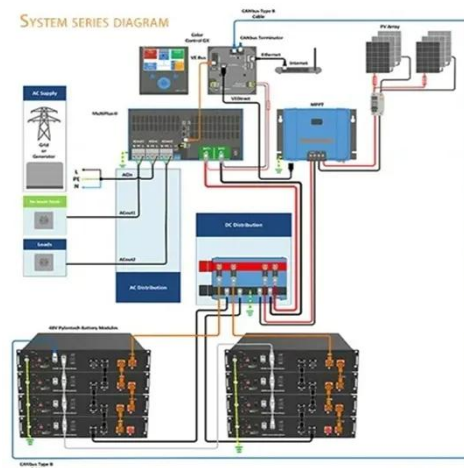 SYSTEM SERIES DIAGRAM
CANbus Type B
Cable
Color
Control GX
CANbus Terminator
PV Array
VE Bus
Ethernet
Internet
AC Supply
VE.Direct
MultiPlus-II
MPPT
Grid
or
Generator
L
PE
N
ACin
ACout1
Loads
DC Distribution
ACout2
AC Distribution
48V Pylontech Battery Modules
CANbus Type B